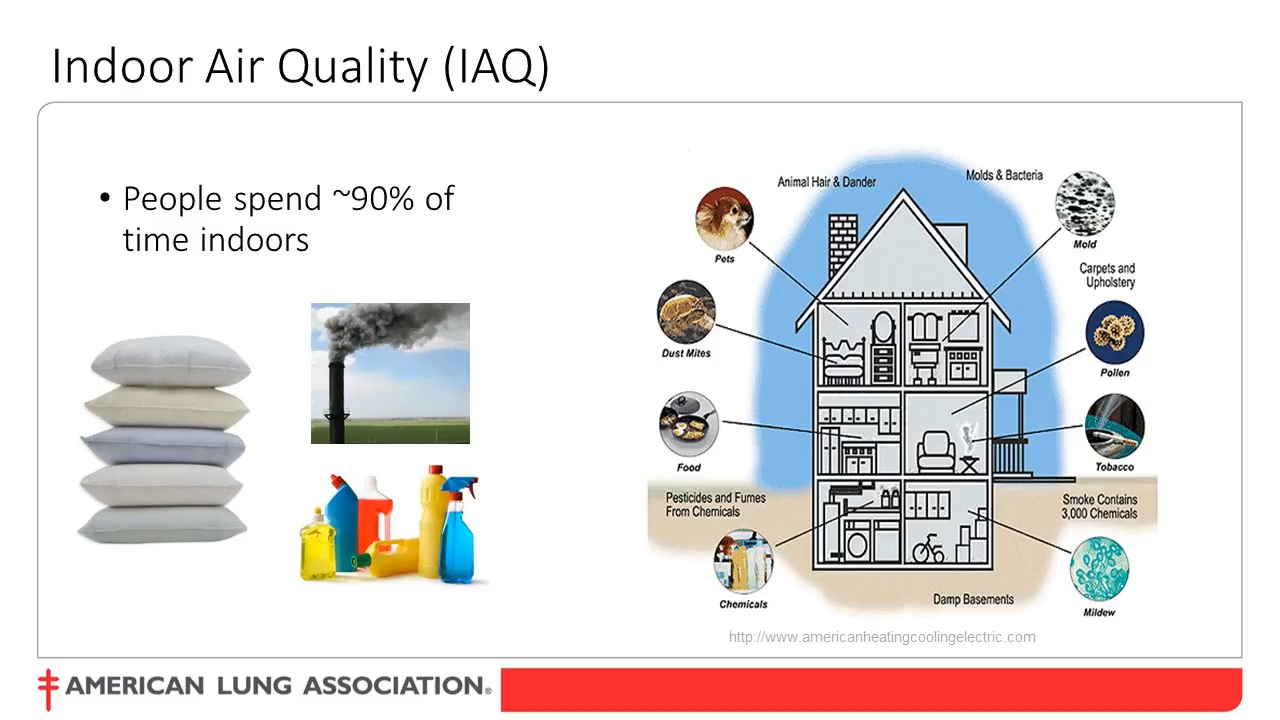 Indoor Air Quality (IAQ)
• People spend ~90% of
time indoors
Animal Hair & Dander
Molds & Bacteria
Pets
Mold
Carpets and
Upholstery
Dust Mites
Pollen
Food
Tobacco
Pesticides and Fumes
From Chemicals
Smoke Contains
3,000 Chemicals
Chemicals
Damp Basements
Mildew
http://www.americanheatingcoolingelectric.com
AMERICAN LUNG ASSOCIATION®